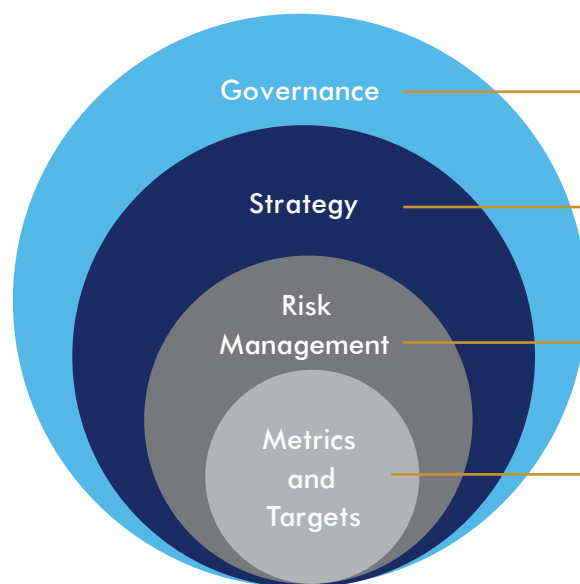 Governance
Strategy
Risk
Management
Metrics
and
Targets